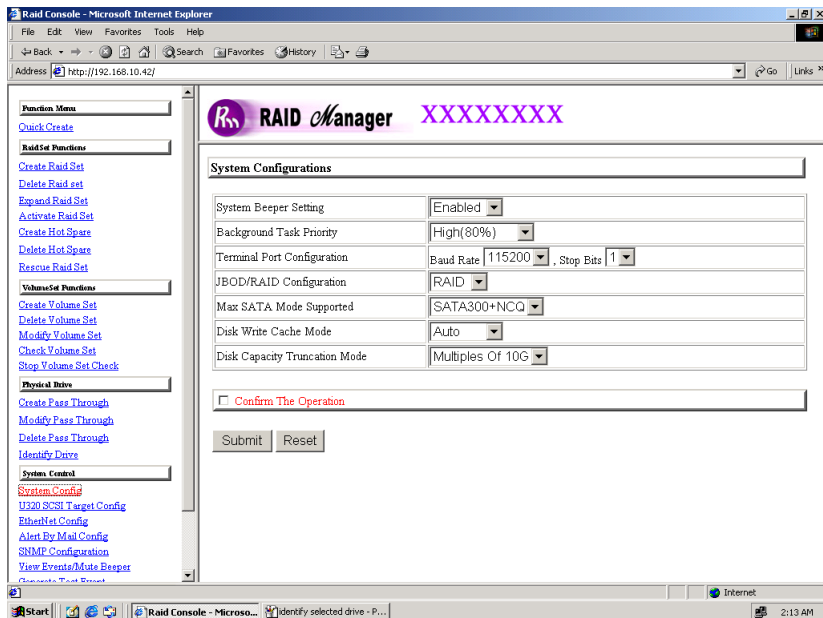 Raid Console - Microsoft Internet Explorer
File Edit View Favorites Tools Help
Back Search Favorites History
Address http://192.168.10.42/ Go Links »
Function Menu
Quick Create
Raid Set Functions
Create Raid Set
Delete Raid set
Expand Raid Set
Activate Raid Set
Create Hot Spare
Delete Hot Spare
Rescue Raid Set
VolumeSet Functions
Create Volume Set
Delete Volume Set
Modify Volume Set
Check Volume Set
Stop Volume Set Check
Physical Drive
Create Pass Through
Modify Pass Through
Delete Pass Through
Identify Drive
System Control
System Config
U320 SCSI Target Config
EtherNet Config
Alert By Mail Config
SNMP Configuration
View Events/Mute Beeper
Generate Test Event
RM RAID Manager XXXXXXXX
System Configurations
System Beeper Setting Enabled
Background Task Priority High(80%)
Terminal Port Configuration Baud Rate 115200 , Stop Bits 1
JBOD/RAID Configuration RAID
Max SATA Mode Supported SATA300+NCQ
Disk Write Cache Mode Auto
Disk Capacity Truncation Mode Multiples Of 10G
Confirm The Operation
Submit Reset
Internet
Start Raid Console - Microso... identify selected drive - P... 2:13 AM